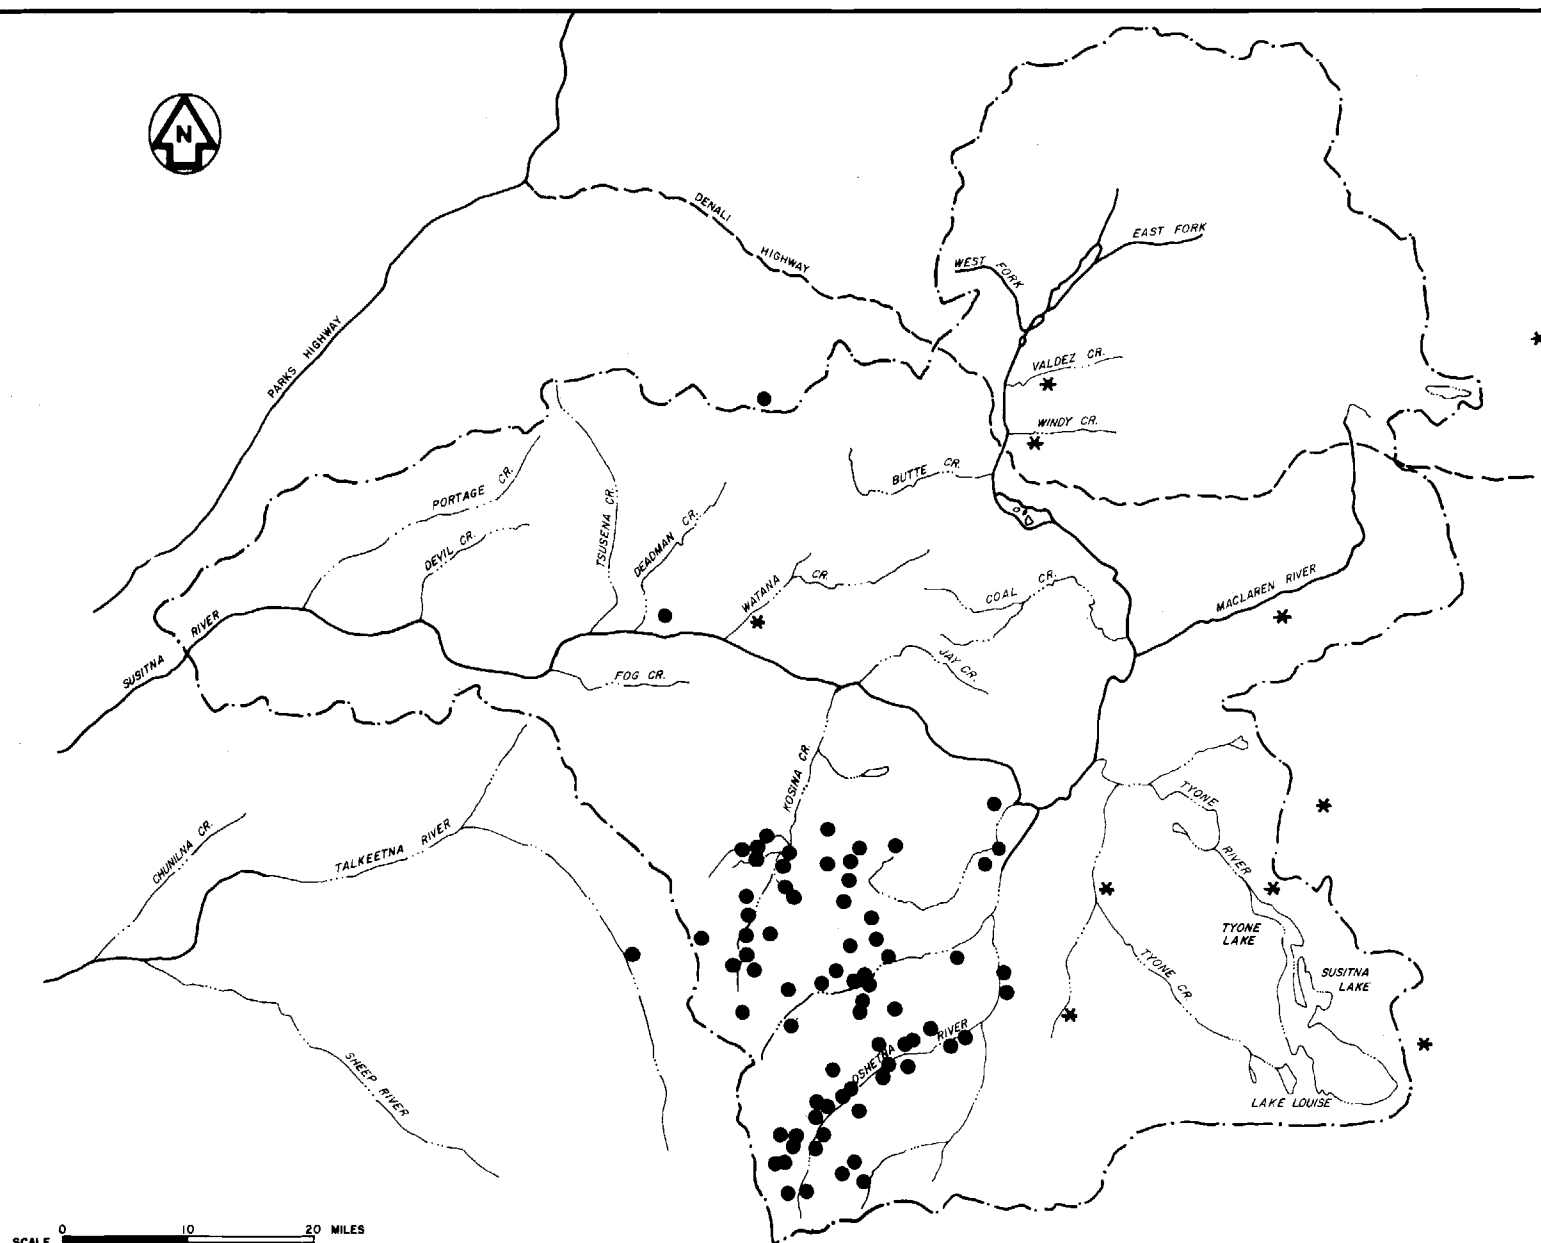 N
DENALI
HIGHWAY
EAST FORK
WEST FORK
PARKS HIGHWAY
VALDEZ CR.
WINDY CR.
BUTTE CR.
PORTAGE CR.
TSUSENA CR.
DEADMAN CR.
DEVIL CR.
WATANA CR.
COAL CR.
MACLAREN RIVER
SUSITNA RIVER
FOG CR.
JAY CR.
KOSINA CR.
TYONE RIVER
CHUNILNA CR.
TALKEETNA RIVER
TYONE
LAKE
TYONE CR.
SUSITNA
LAKE
OSHETNA RIVER
SHEEP RIVER
LAKE LOUISE
0 10 20 MILES
SCALE